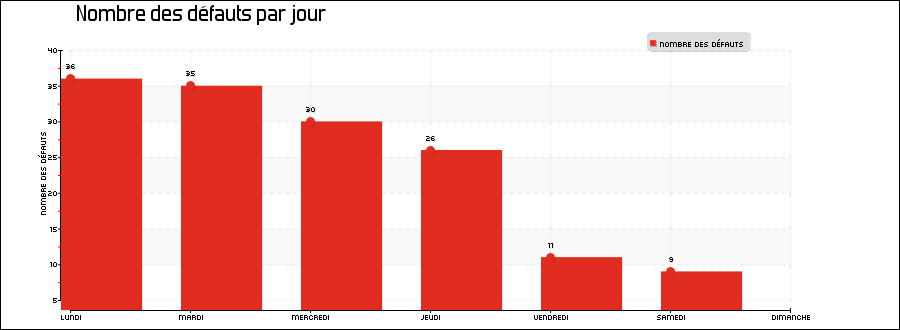 Nombre des défauts par jour
NOMBRE DES DÉFAUTS
NOMBRE DES DÉFAUTS
40
35
30
25
20
15
10
5
36
35
30
26
11
9
LUNDI
MARDI
MERCREDI
JEUDI
VENDREDI
SAMEDI
DIMANCHE